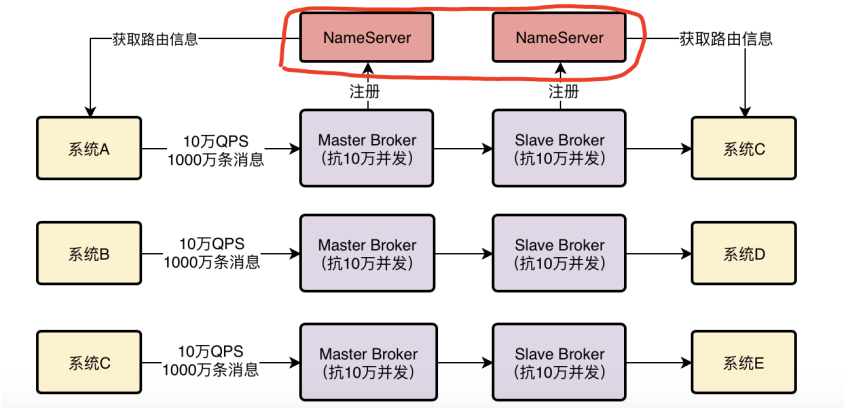 NameServer
NameServer
获取路由信息
获取路由信息
注册
注册
系统A
10万QPS
1000万条消息
Master Broker
（抗10万并发）
Slave Broker
（抗10万并发）
系统C
系统B
10万QPS
1000万条消息
Master Broker
（抗10万并发）
Slave Broker
（抗10万并发）
系统D
系统C
10万QPS
1000万条消息
Master Broker
（抗10万并发）
Slave Broker
（抗10万并发）
系统E